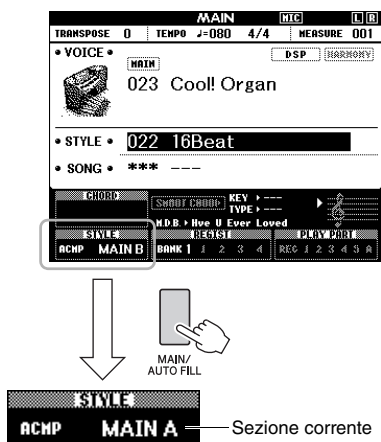 MAIN MIC L R
TRANSPOSE 0 TEMPO ♩=080 4/4 MEASURE 001
• VOICE • DSP HARMONY
MAIN
023 Cool! Organ
• STYLE • 022 16Beat
• SONG • *** ---
CHORD SMART CHORD KEY ▸ ---
TYPE ▸ ---
M.D.B. ▸ Hve U Ever Loved
STYLE REGIST PLAY PART
ACMP MAIN B BANK 1 1 2 3 4 REG 1 2 3 4 5 A
MAIN/
AUTO FILL
STYLE
ACMP MAIN A Sezione corrente